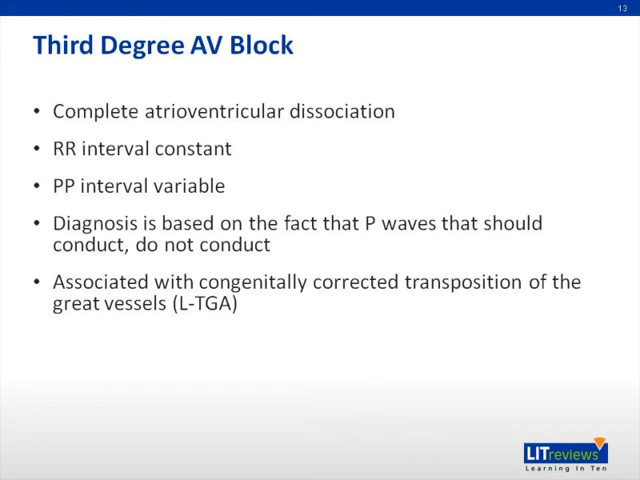 13
Third Degree AV Block
• Complete atrioventricular dissociation
• RR interval constant
• PP interval variable
• Diagnosis is based on the fact that P waves that should
conduct, do not conduct
• Associated with congenitally corrected transposition of the
great vessels (L-TGA)
LITreviews
Learning In Ten